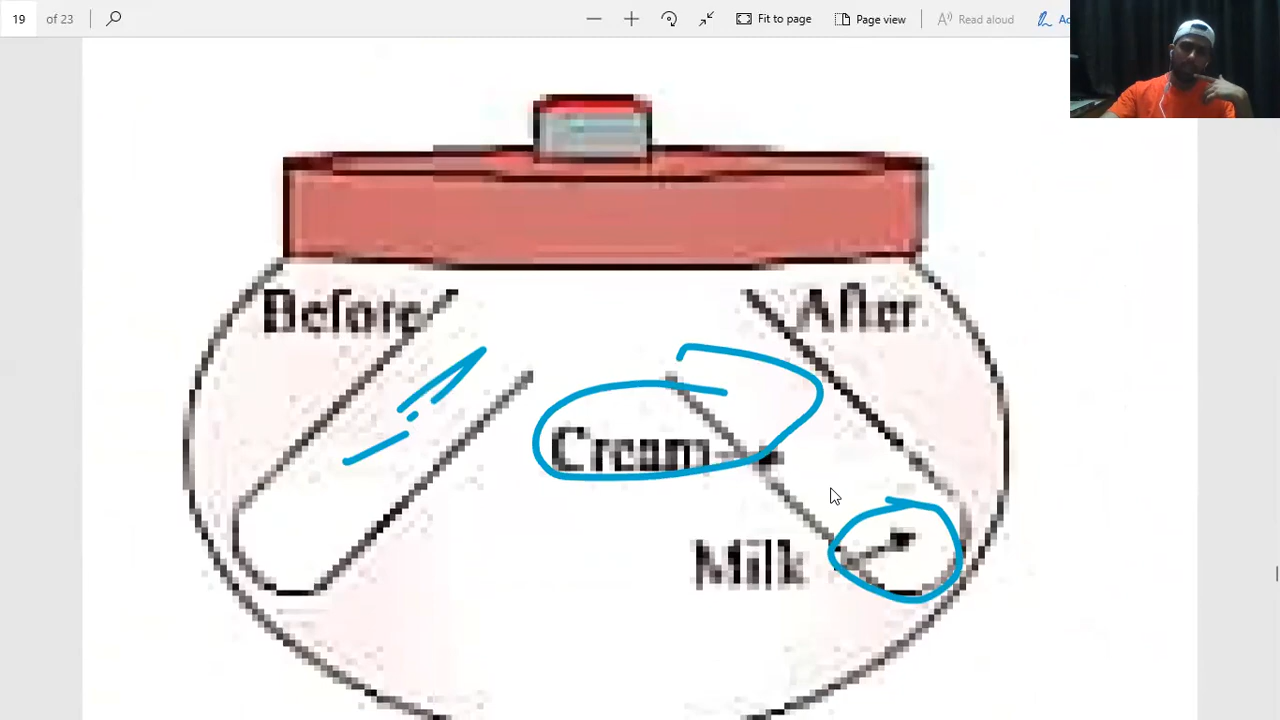 19 of 23
Fit to page
Page view
Read aloud
Before
After
Cream
Milk